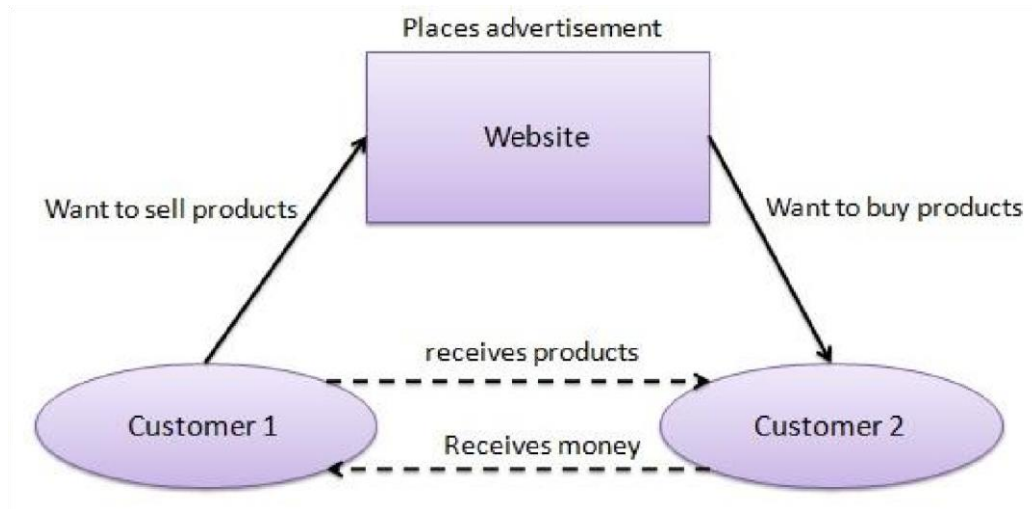 Places advertisement
Website
Want to sell products
Want to buy products
receives products
Customer 1
Customer 2
Receives money